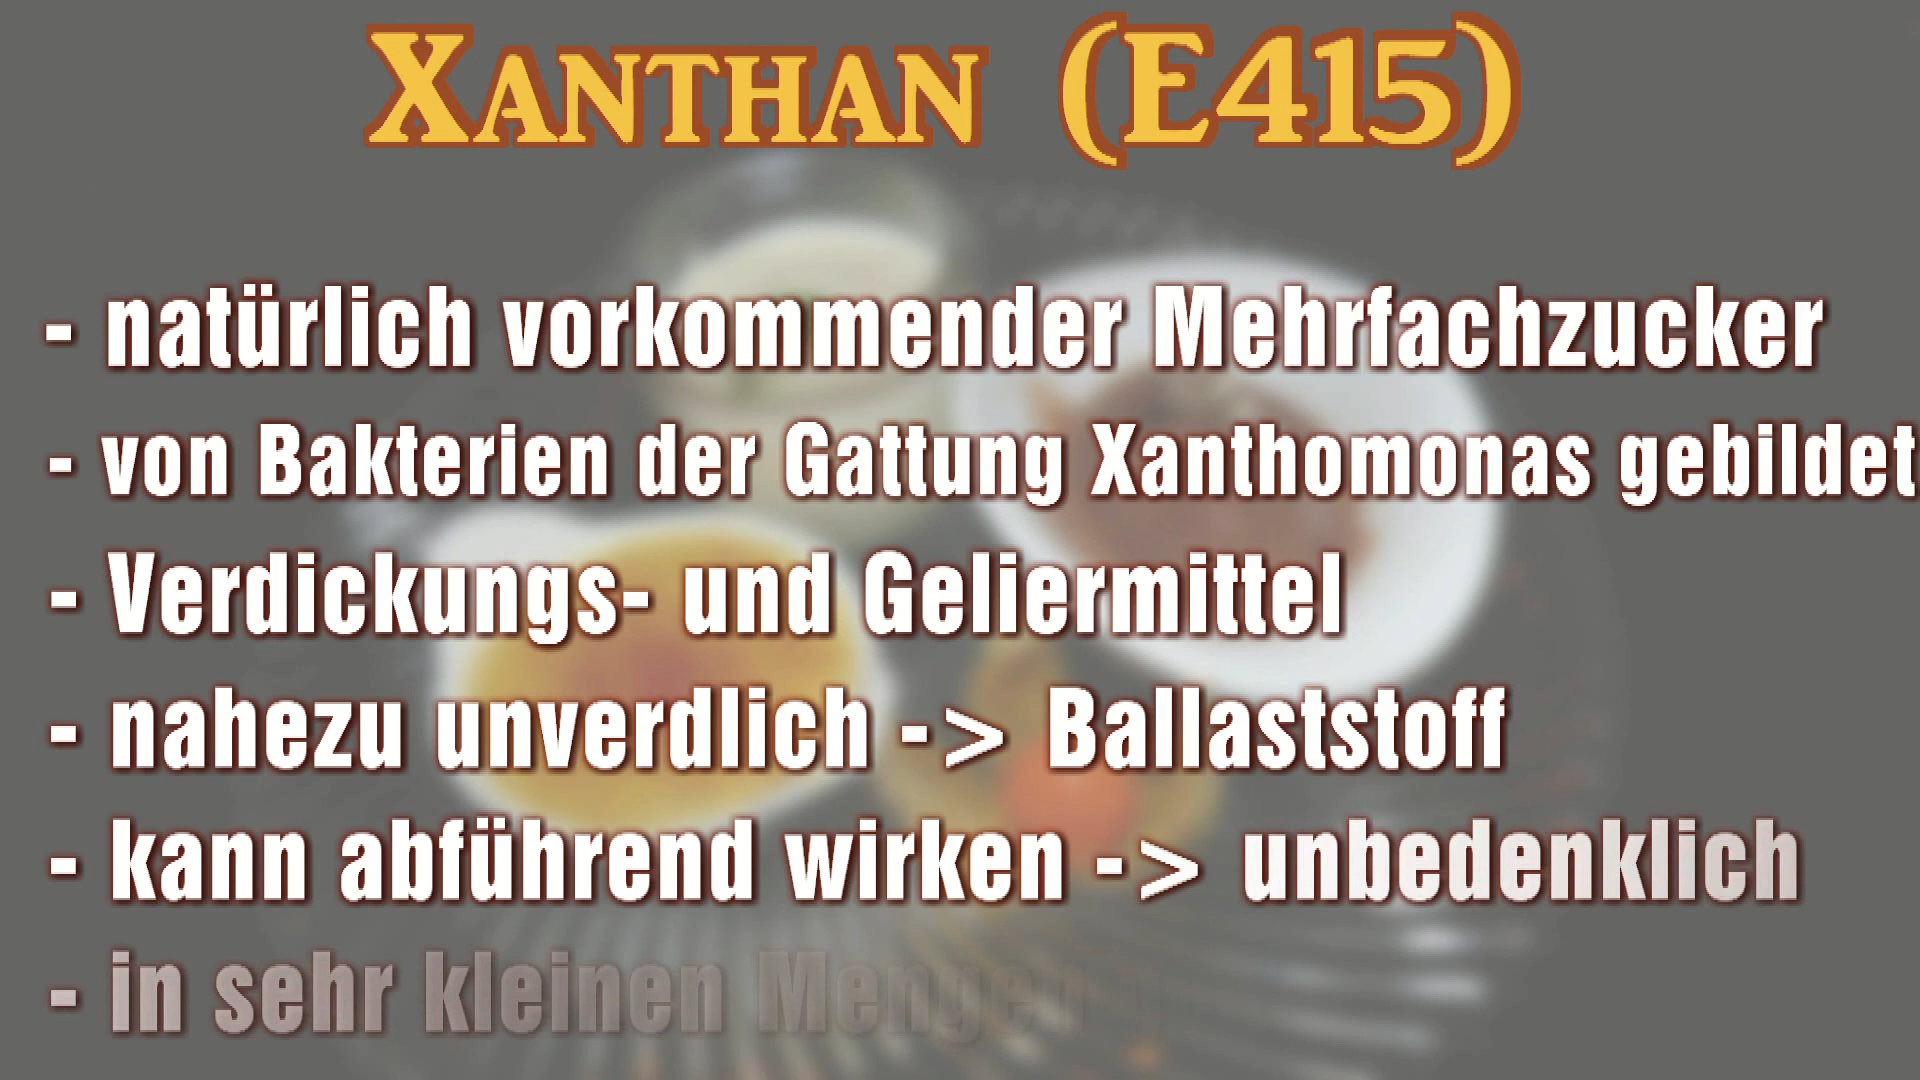 Xanthan (E415)
- natürlich vorkommender Mehrfachzucker
- von Bakterien der Gattung Xanthomonas gebildet
- Verdickungs- und Geliermittel
- nahezu unverdlich -> Ballaststoff
- kann abführend wirken -> unbedenklich
- in sehr kleinen Mengen